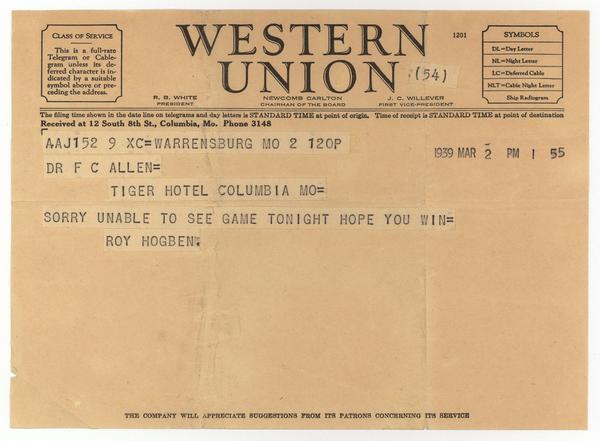 CLASS OF SERVICE
This is a full-rate
Telegram or Cable-
gram unless its de-
ferred character is in-
dicated by a suitable
symbol above or pre-
ceding the address.
WESTERN
UNION
(54)
1201
SYMBOLS
DL=Day Letter
NL=Night Letter
LC=Deferred Cable
NLT=Cable Night Letter
Ship Radiogram
R. B. WHITE
PRESIDENT
NEWCOMB CARLTON
CHAIRMAN OF THE BOARD
J. C. WILLEVER
FIRST VICE-PRESIDENT
The filing time shown in the date line on telegrams and day letters is STANDARD TIME at point of origin. Time of receipt is STANDARD TIME at point of destination
Received at 12 South 8th St., Columbia, Mo. Phone 3148
AAJ152 9 XC=WARRENSBURG MO 2 120P
1939 MAR 2 PM 1 55
DR F C ALLEN=
TIGER HOTEL COLUMBIA MO=
SORRY UNABLE TO SEE GAME TONIGHT HOPE YOU WIN=
ROY HOGBEN.
THE COMPANY WILL APPRECIATE SUGGESTIONS FROM ITS PATRONS CONCERNING ITS SERVICE